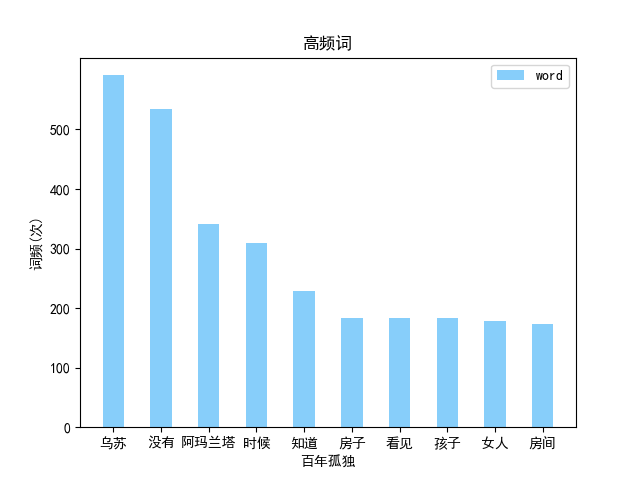 高频词
word
词频(次)
500
400
300
200
100
0
乌苏 没有 阿玛兰塔 时候 知道 房子 看见 孩子 女人 房间
百年孤独